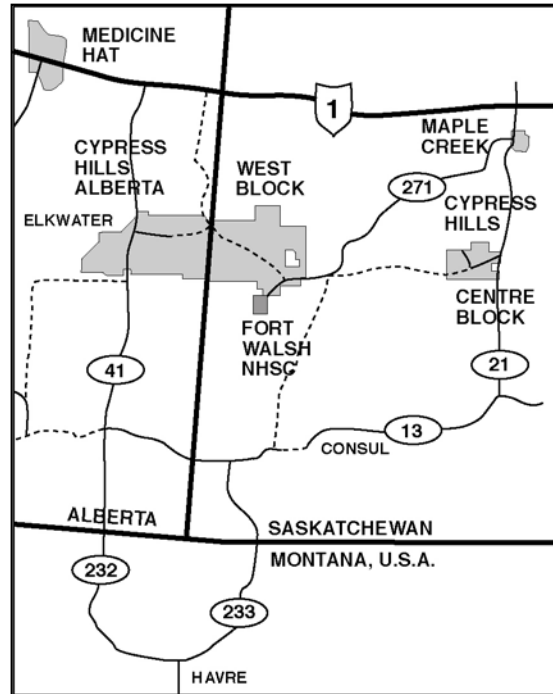 MEDICINE
HAT
1
MAPLE
CREEK
CYPRESS
HILLS
ALBERTA
WEST
BLOCK
271
CYPRESS
HILLS
ELKWATER
CENTRE
BLOCK
FORT
WALSH
NHSC
41
21
13
CONSUL
ALBERTA
SASKATCHEWAN
MONTANA, U.S.A.
232
233
HAVRE